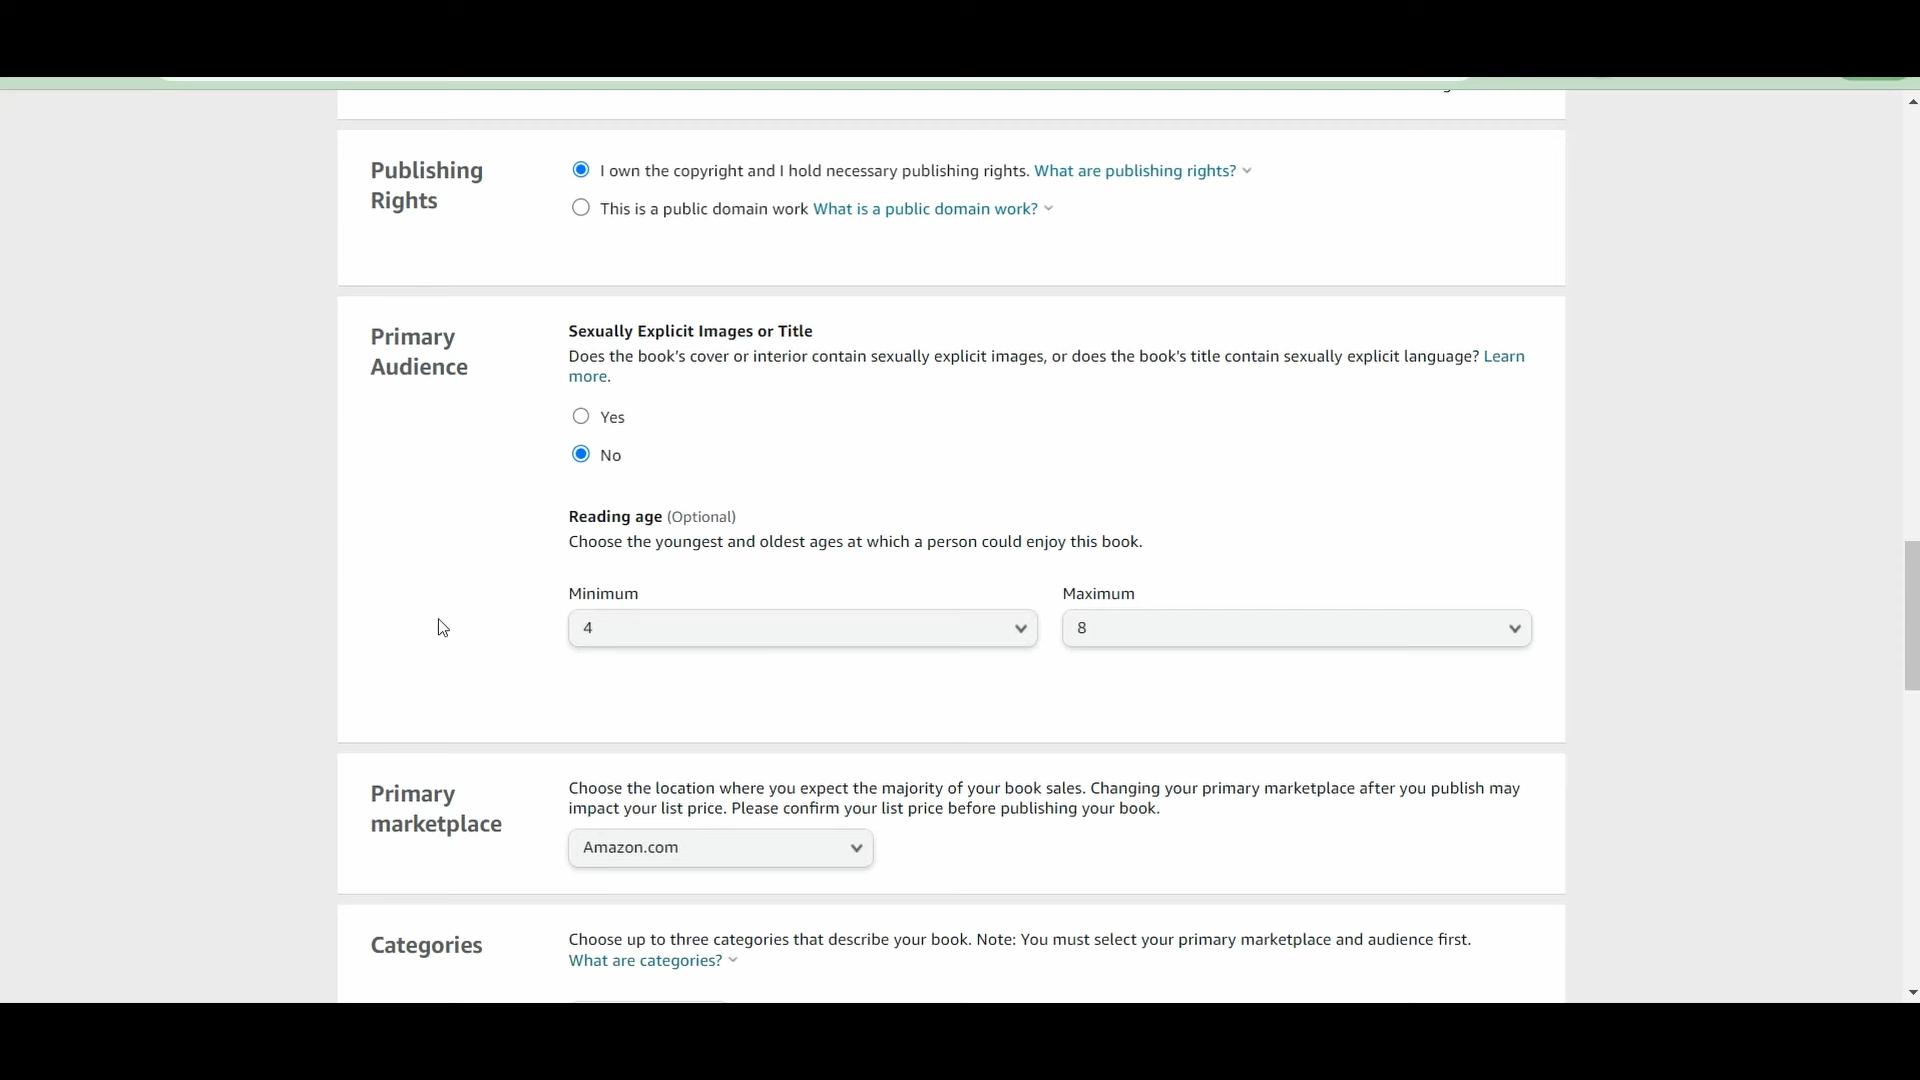 Publishing
Rights
I own the copyright and I hold necessary publishing rights. What are publishing rights?
This is a public domain work What is a public domain work?
Primary
Audience
Sexually Explicit Images or Title
Does the book's cover or interior contain sexually explicit images, or does the book's title contain sexually explicit language? Learn
more.
Yes
No
Reading age (Optional)
Choose the youngest and oldest ages at which a person could enjoy this book.
Minimum
Maximum
4
8
Primary
marketplace
Choose the location where you expect the majority of your book sales. Changing your primary marketplace after you publish may
impact your list price. Please confirm your list price before publishing your book.
Amazon.com
Categories
Choose up to three categories that describe your book. Note: You must select your primary marketplace and audience first.
What are categories?